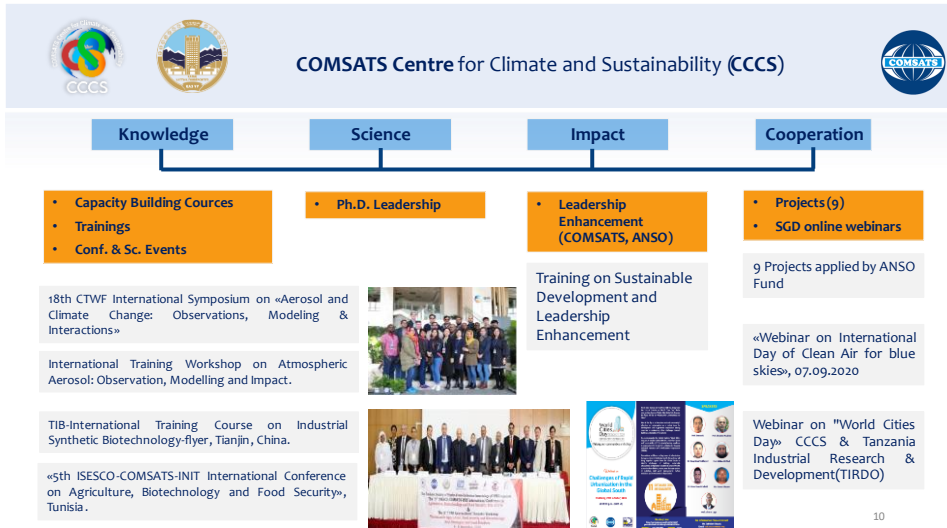 CCCS
COMSATS Centre for Climate and Sustainability (CCCS)
COMSATS
Knowledge
Science
Impact
Cooperation
• Capacity Building Cources
• Trainings
• Conf. & Sc. Events
• Ph.D. Leadership
• Leadership
Enhancement
(COMSATS, ANSO)
• Projects (9)
• SGD online webinars
18th CTWF International Symposium on «Aerosol and
Climate Change: Observations, Modeling &
Interactions»
International Training Workshop on Atmospheric
Aerosol: Observation, Modelling and Impact.
TIB-International Training Course on Industrial
Synthetic Biotechnology-flyer, Tianjin, China.
«5th ISESCO-COMSATS-INIT International Conference
on Agriculture, Biotechnology and Food Security»,
Tunisia.
Training on Sustainable
Development and
Leadership
Enhancement
9 Projects applied by ANSO
Fund
«Webinar on International
Day of Clean Air for blue
skies», 07.09.2020
Webinar on "World Cities
Day» CCCS & Tanzania
Industrial Research &
Development(TIRDO)
World
Cities
Day
Challenges of Rapid
Urbanisation in the
Global South
10